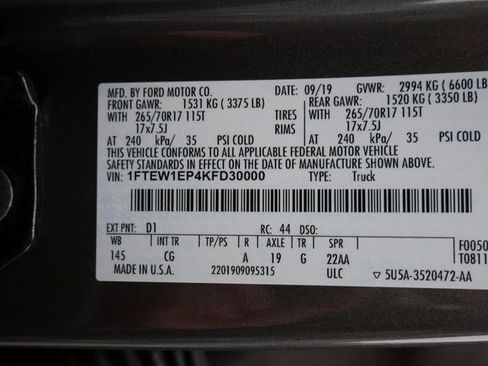 MFD. BY FORD MOTOR CO. 09/19 GVWR: 2994 KG ( 6600 LB
FRONT GAWR: 1531 KG ( 3375 LB) REAR GAWR: 1520 KG ( 3350 LB)
WITH 265/70R17 115T TIRES WITH 265/70R17 115T
17x7.5J RIMS 17x7.5J
AT 240 kPa/ 35 PSI COLD AT 240 kPa/ 35 PSI COLD
THIS VEHICLE CONFORMS TO ALL APPLICABLE FEDERAL MOTOR VEHICLE
SAFETY STANDARDS IN EFFECT ON THE DATE OF MANUFACTURE SHOWN ABOVE.
VIN: 1FTEW1EP4KFD30000 TYPE: Truck
EXT PNT: D1 RC: 44 DSO:
WB INT TR TP/PS R AXLE TR SPR
145 CG A 19 G 22AA
F0050
T0811
MADE IN U.S.A. 2201909095315 ULC 5U5A-3520472-AA